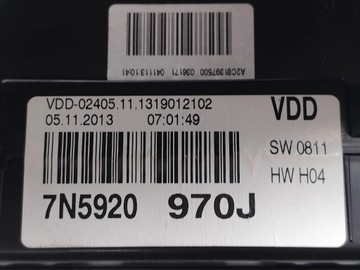 A2C81397500
036171
041113 10:41
VDD-02405.11.1319012102
VDD
05.11.2013 07:01:49
SW 0811
HW H04
7N5920 970J